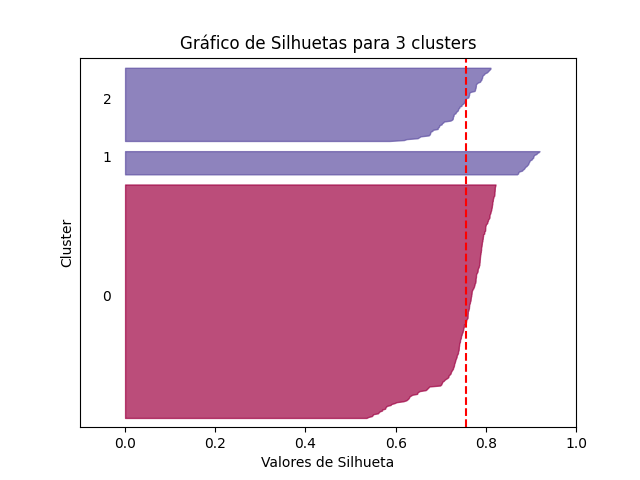 Gráfico de Silhuetas para 3 clusters
2
1
0
Cluster
0.0 0.2 0.4 0.6 0.8 1.0
Valores de Silhueta